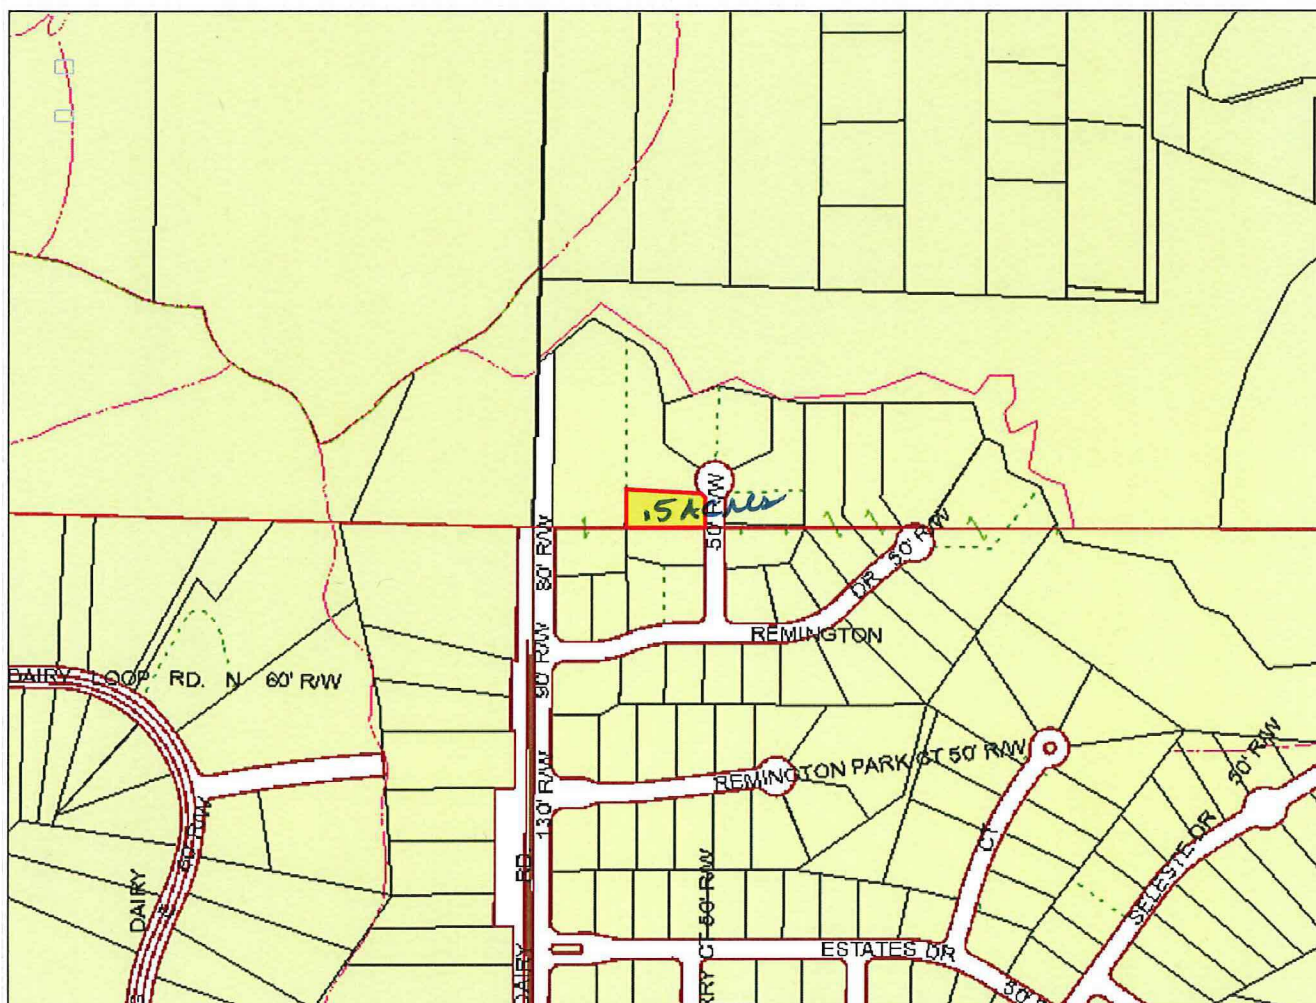 .5 Acres
50' R/W
80' R/W
DR 50' R/W
REMINGTON
DAIRY LOOP RD. N 60' R/W
90' R/W
REMINGTON PARK CT 50' R/W
50' R/W
130' R/W
CT
SELESTE DR
60' R/W
RD.
DAIRY
CT 50' R/W
ESTATES DR
DAIRY
50'